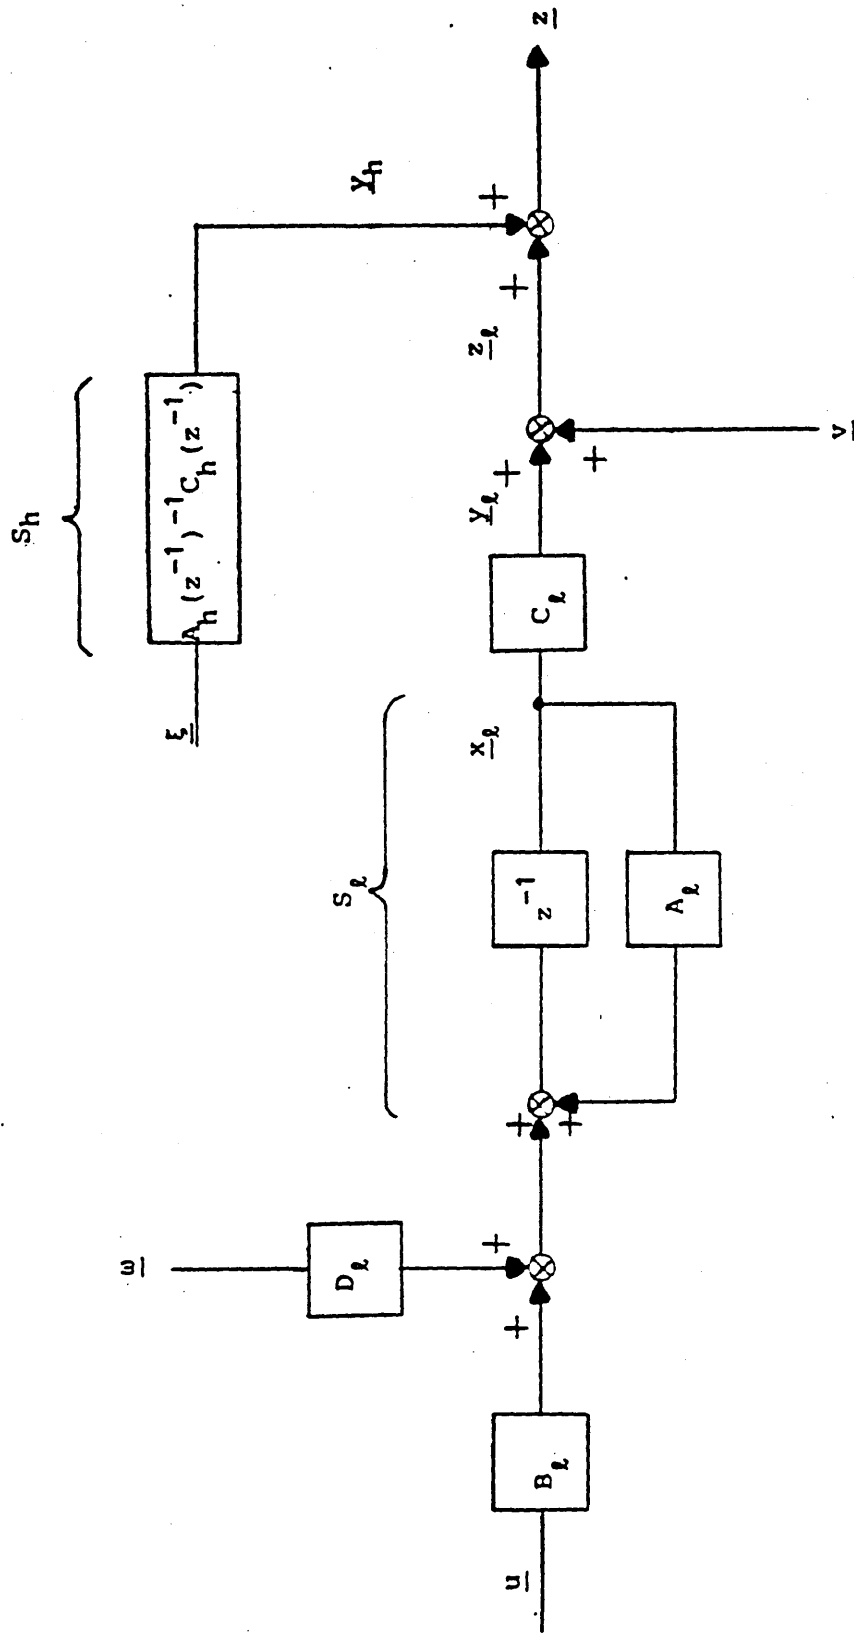 S_h
ξ
A_h(z^-1)^-1 C_h(z^-1)
y_h
ω
D_ℓ
S_ℓ
u
B_ℓ
+
+
+
+
z^-1
A_ℓ
x_ℓ
C_ℓ
y_ℓ
+
+
v
z_ℓ
+
+
z